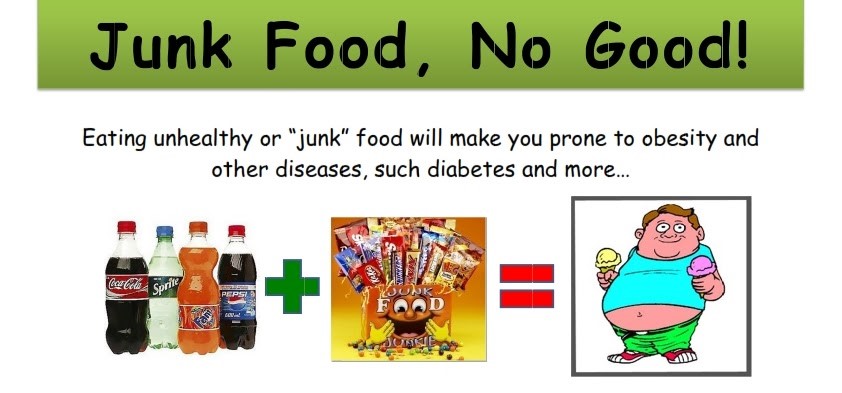 Junk Food, No Good!
Eating unhealthy or “junk” food will make you prone to obesity and
other diseases, such diabetes and more…
Coca-Cola
Sprite
PEPSI
JUNK
FOOD
JUNKIE